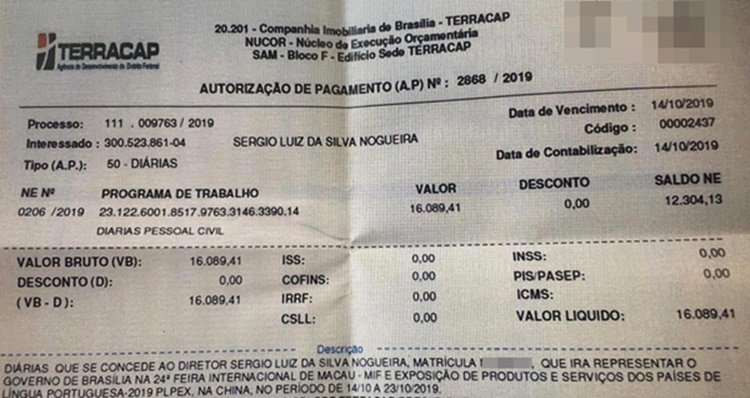 TERRACAP
Agência de Desenvolvimento do Distrito Federal
20.201 - Companhia Imobiliaria de Brasília - TERRACAP
NUCOR - Núcleo de Execução Orçamentária
SAM - Bloco F - Edifício Sede TERRACAP
AUTORIZAÇÃO DE PAGAMENTO (A.P) Nº : 2868 / 2019
Processo: 111 . 009763 / 2019 Data de Vencimento : 14/10/2019
Interessado : 300.523.861-04 SERGIO LUIZ DA SILVA NOGUEIRA Código : 00002437
Tipo (A.P.): 50 - DIÁRIAS Data de Contabilização : 14/10/2019
NE Nº PROGRAMA DE TRABALHO VALOR DESCONTO SALDO NE
0206 / 2019 23.122.6001.8517.9763.3146.3390.14 16.089,41 0,00 12.304,13
DIARIAS PESSOAL CIVIL
VALOR BRUTO (VB): 16.089,41 ISS: 0,00 INSS: 0,00
DESCONTO (D): 0,00 COFINS: 0,00 PIS/PASEP: 0,00
(VB - D) : 16.089,41 IRRF: 0,00 ICMS:
CSLL: 0,00 VALOR LIQUIDO: 16.089,41
Descrição
DIÁRIAS QUE SE CONCEDE AO DIRETOR SERGIO LUIZ DA SILVA NOGUEIRA, MATRÍCULA , QUE IRA REPRESENTAR O
GOVERNO DE BRASÍLIA NA 24ª FEIRA INTERNACIONAL DE MACAU - MIF E EXPOSIÇÃO DE PRODUTOS E SERVIÇOS DOS PAÍSES DE
LÍNGUA PORTUGUESA-2019 PLPEX, NA CHINA, NO PERÍODO DE 14/10 A 23/10/2019.